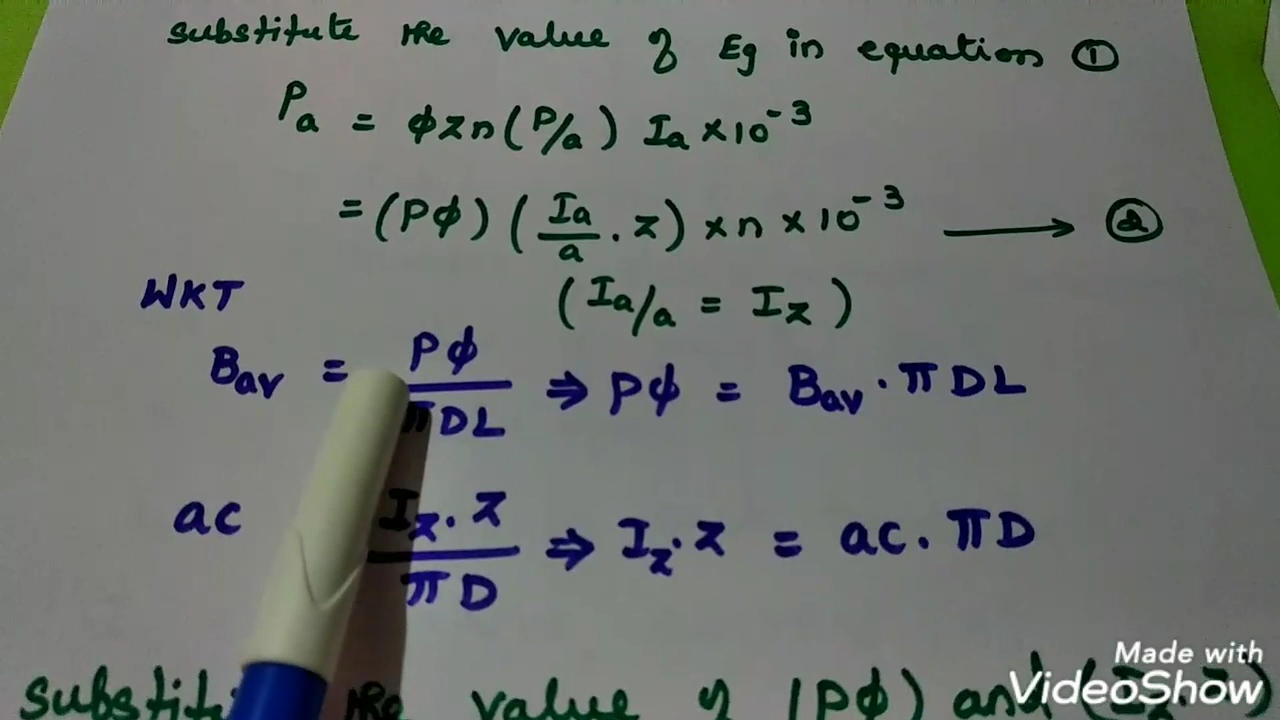 substitute the value of Eg in equation ①
Pa = ϕzn(P/a) Ia × 10⁻³
= (Pϕ) (Ia/a · z) × n × 10⁻³ ⟶ ②
WKT (Ia/a = Iz)
Bav = Pϕ/πDL ⇒ Pϕ = Bav · πDL
ac Iz · z/πD ⇒ Iz · z = ac · πD
the value of (Pϕ) and
Made with
VideoShow